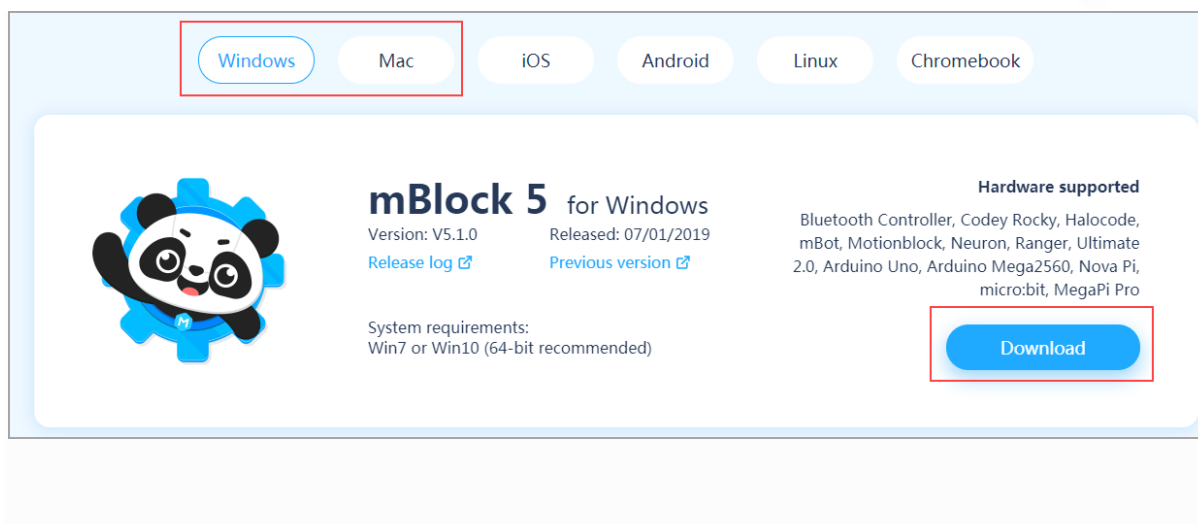 Windows Mac iOS Android Linux Chromebook
mBlock 5 for Windows
Version: V5.1.0 Released: 07/01/2019
Release log Previous version
System requirements:
Win7 or Win10 (64-bit recommended)
Hardware supported
Bluetooth Controller, Codey Rocky, Halocode,
mBot, Motionblock, Neuron, Ranger, Ultimate
2.0, Arduino Uno, Arduino Mega2560, Nova Pi,
micro:bit, MegaPi Pro
Download
M